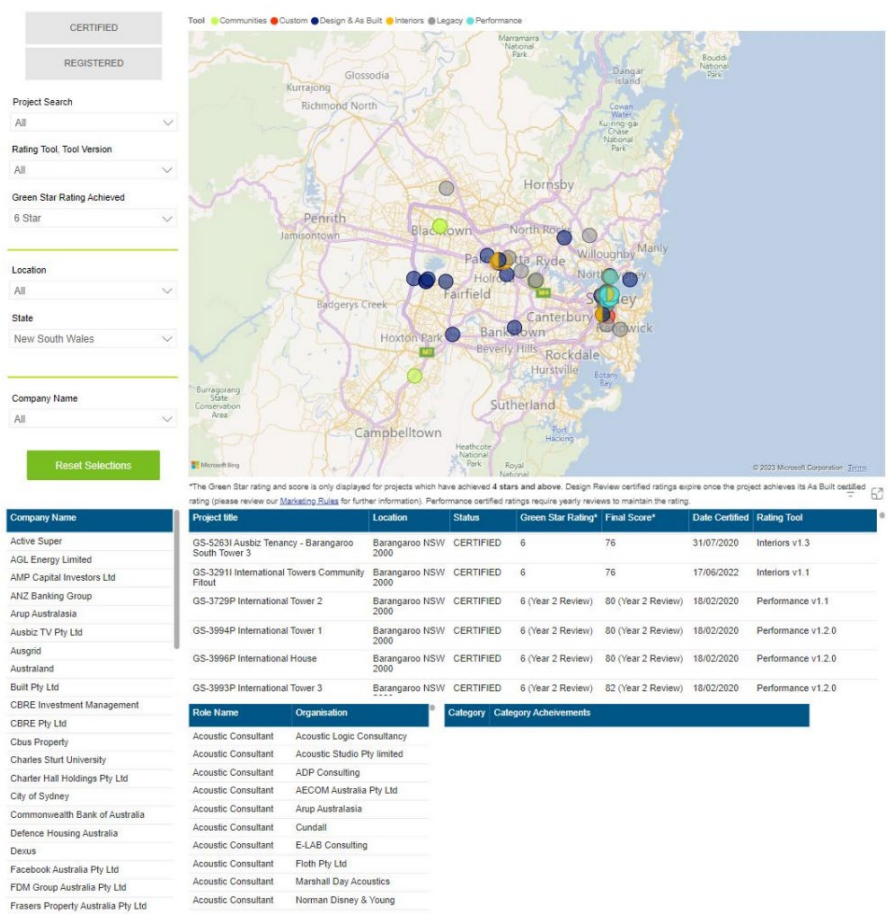 CERTIFIED
REGISTERED
Project Search
All
Rating Tool, Tool Version
All
Green Star Rating Achieved
6 Star
Location
All
State
New South Wales
Company Name
All
Reset Selections
Tool Communities Custom Design & As Built Interiors Legacy Performance
Marramarra
National
Park
Bouddi
National
Park
Dangar
Island
Glossodia
Kurrajong
Richmond North
Cowan
Water
Ku-ring-gai
Chase
National
Park
Hornsby
Penrith
Jamisontown
North Rocks
Ryde
Willoughby
Manly
Fairfield
Badgerys Creek
Canterbury
Hoxton Park
Beverly Hills
Rockdale
Hurstville
Botany
Bay
Burragorang
State
Conservation
Area
Sutherland
Campbelltown
Port
Hacking
Heathcote
National
Park
Royal
National
Microsoft Bing
© 2023 Microsoft Corporation Terms
*The Green Star rating and score is only displayed for projects which have achieved 4 stars and above. Design Review certified ratings expire once the project achieves its As Built certified
rating (please review our Marketing Rules for further information). Performance certified ratings require yearly reviews to maintain the rating.
Company Name
Active Super
AGL Energy Limited
AMP Capital Investors Ltd
ANZ Banking Group
Arup Australasia
Ausbiz TV Pty Ltd
Ausgrid
Australand
Built Pty Ltd
CBRE Investment Management
CBRE Pty Ltd
Cbus Property
Charles Sturt University
Charter Hall Holdings Pty Ltd
City of Sydney
Commonwealth Bank of Australia
Defence Housing Australia
Dexus
Facebook Australia Pty Ltd
FDM Group Australia Pty Ltd
Frasers Property Australia Pty Ltd
Project title Location Status Green Star Rating* Final Score* Date Certified Rating Tool
GS-5263I Ausbiz Tenancy - Barangaroo Barangaroo NSW CERTIFIED 6 76 31/07/2020 Interiors v1.3
South Tower 3 2000
GS-3291I International Towers Community Barangaroo NSW CERTIFIED 6 76 17/06/2022 Interiors v1.1
Fitout 2000
GS-3729P International Tower 2 Barangaroo NSW CERTIFIED 6 (Year 2 Review) 80 (Year 2 Review) 18/02/2020 Performance v1.1
2000
GS-3994P International Tower 1 Barangaroo NSW CERTIFIED 6 (Year 2 Review) 80 (Year 2 Review) 18/02/2020 Performance v1.2.0
2000
GS-3996P International House Barangaroo NSW CERTIFIED 6 (Year 2 Review) 80 (Year 2 Review) 18/02/2020 Performance v1.2.0
2000
GS-3993P International Tower 3 Barangaroo NSW CERTIFIED 6 (Year 2 Review) 82 (Year 2 Review) 18/02/2020 Performance v1.2.0
Role Name Organisation
Acoustic Consultant Acoustic Logic Consultancy
Acoustic Consultant Acoustic Studio Pty limited
Acoustic Consultant ADP Consulting
Acoustic Consultant AECOM Australia Pty Ltd
Acoustic Consultant Arup Australasia
Acoustic Consultant Cundall
Acoustic Consultant E-LAB Consulting
Acoustic Consultant Floth Pty Ltd
Acoustic Consultant Marshall Day Acoustics
Acoustic Consultant Norman Disney & Young
Category Category Acheivements